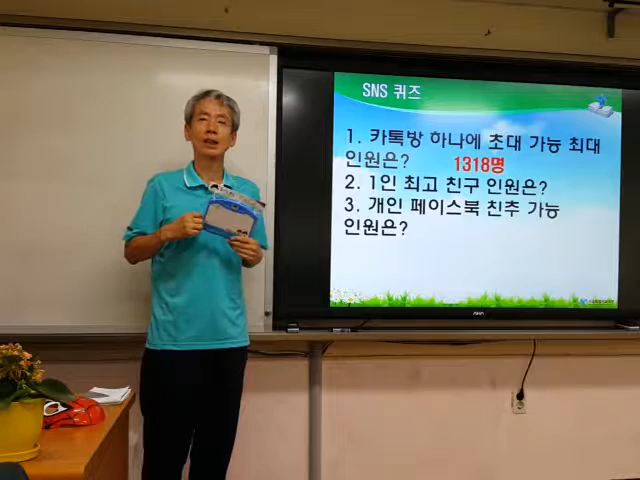 SNS 퀴즈
1. 카톡방 하나에 초대 가능 최대
인원은? 1318명
2. 1인 최고 친구 인원은?
3. 개인 페이스북 친추 가능
인원은?